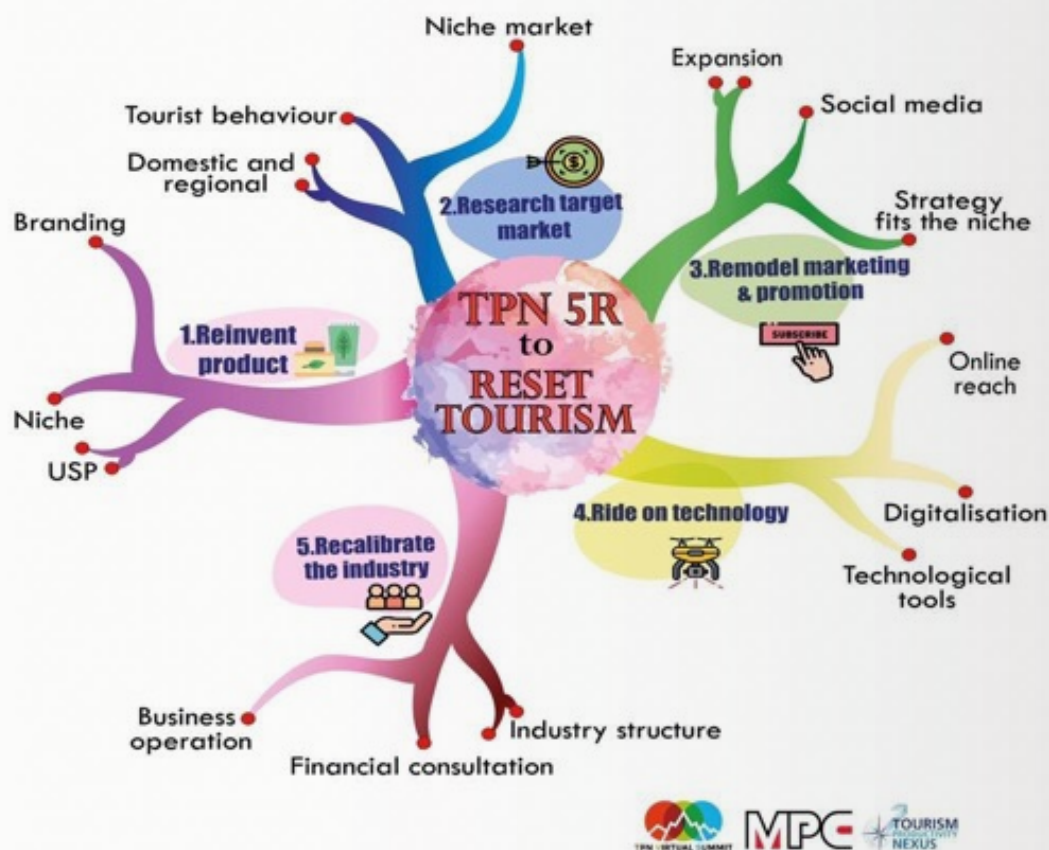 Niche market
Expansion
Tourist behaviour
Social media
Domestic and
regional
2.Research target
market
Strategy
fits the niche
Branding
3.Remodel marketing
& promotion
SUBSCRIBE
1.Reinvent
product
TPN 5R
to
RESET
TOURISM
Online
reach
Niche
USP
4.Ride on technology
Digitalisation
5.Recalibrate
the industry
Technological
tools
Business
operation
Industry structure
Financial consultation
TPN VIRTUAL SUMMIT
MPC
TOURISM
PRODUCTIVITY
NEXUS